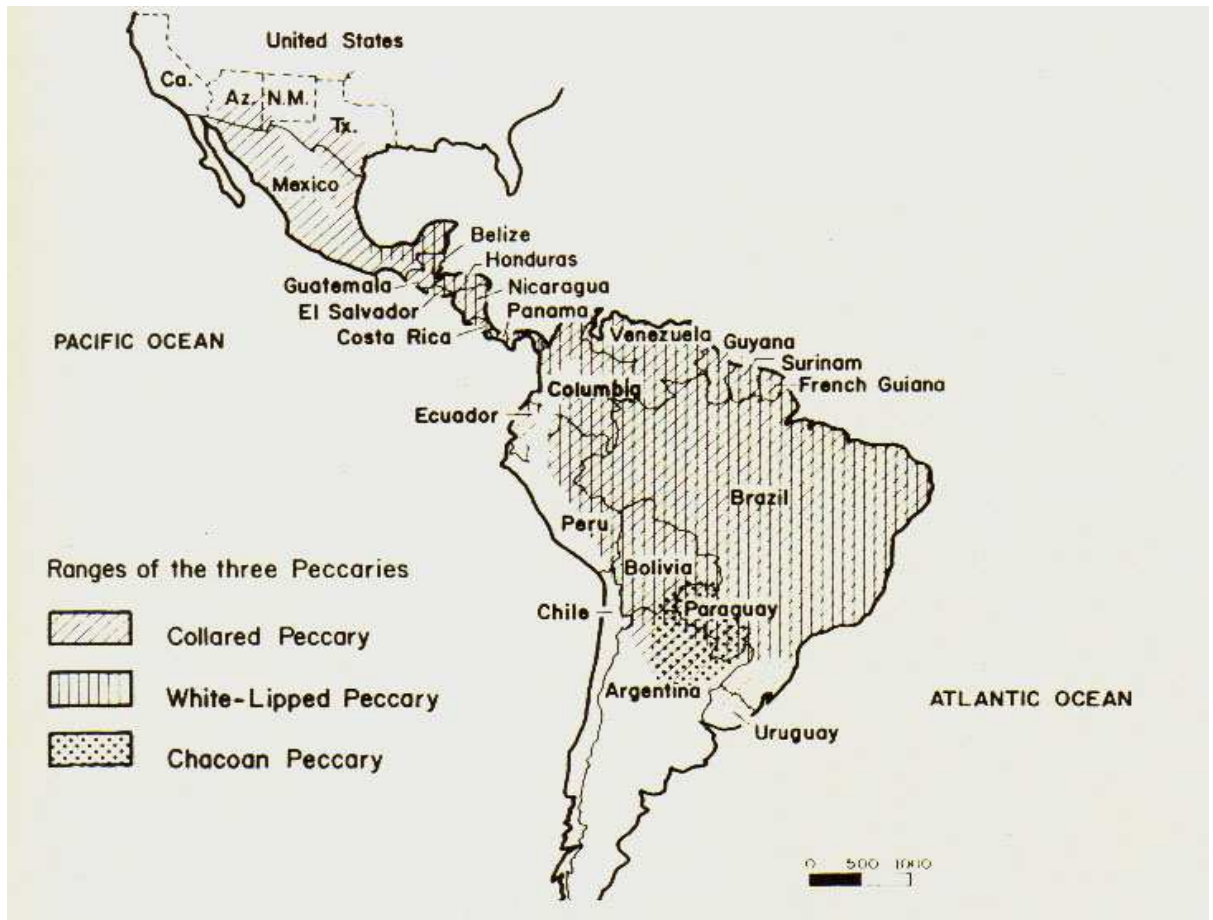 United States
Ca.
Az.
N.M.
Tx.
Mexico
Belize
Honduras
Guatemala
Nicaragua
El Salvador
Panama
Costa Rica
PACIFIC OCEAN
Venezuela
Guyana
Surinam
French Guiana
Columbia
Ecuador
Brazil
Peru
Bolivia
Chile
Paraguay
Argentina
Uruguay
ATLANTIC OCEAN
Ranges of the three Peccaries
Collared Peccary
White-Lipped Peccary
Chacoan Peccary
0 500 1000